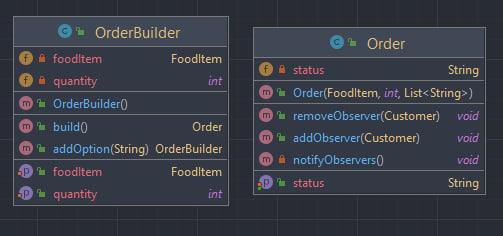 OrderBuilder
foodItem FoodItem
quantity int
OrderBuilder()
build() Order
addOption(String) OrderBuilder
foodItem FoodItem
quantity int
Order
status String
Order(FoodItem, int, List<String>)
removeObserver(Customer) void
addObserver(Customer) void
notifyObservers() void
status String